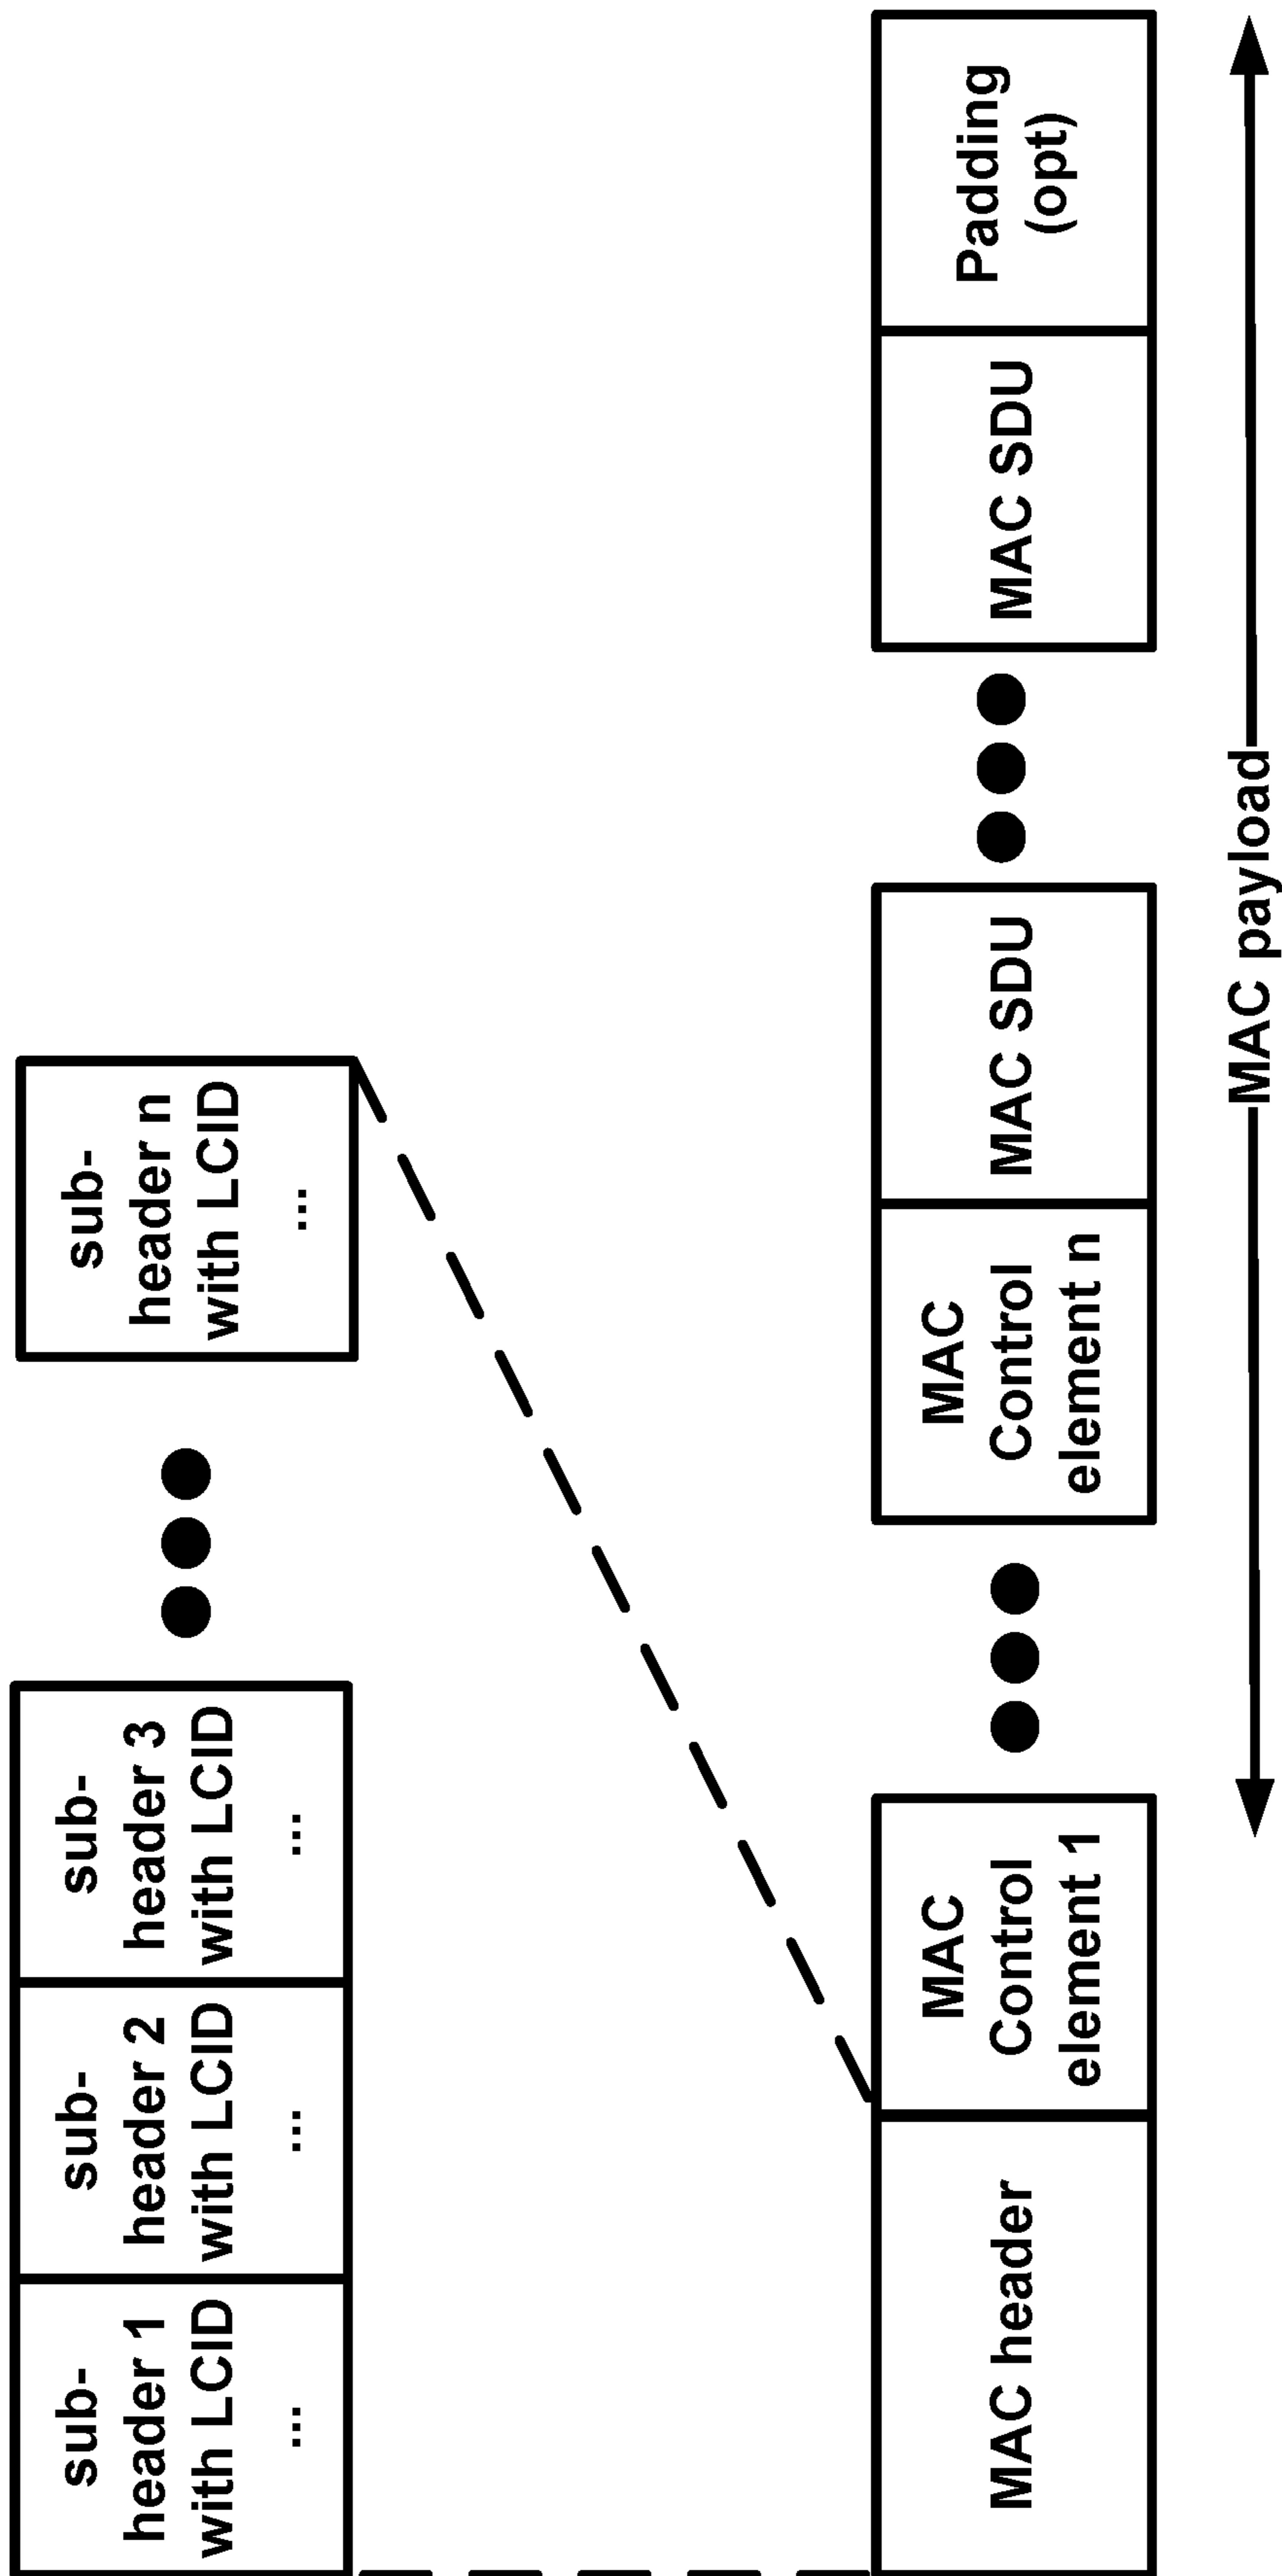 sub-
header 1
with LCID
...
sub-
header 2
with LCID
...
sub-
header 3
with LCID
...
sub-
header n
with LCID
...
MAC header
MAC
Control
element 1
MAC
Control
element n
MAC SDU
MAC SDU
Padding
(opt)
MAC payload